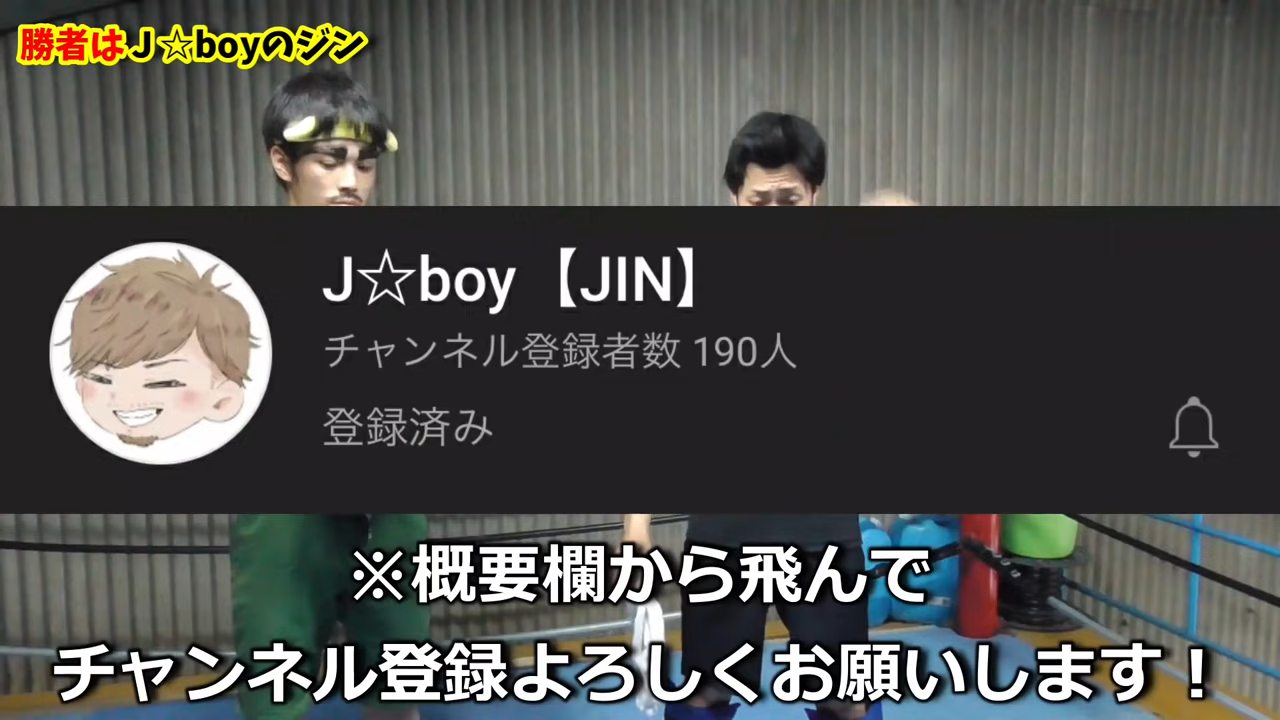 勝者はJ☆boyのジン
J☆boy【JIN】
チャンネル登録者数 190人
登録済み
※概要欄から飛んで
チャンネル登録よろしくお願いします！